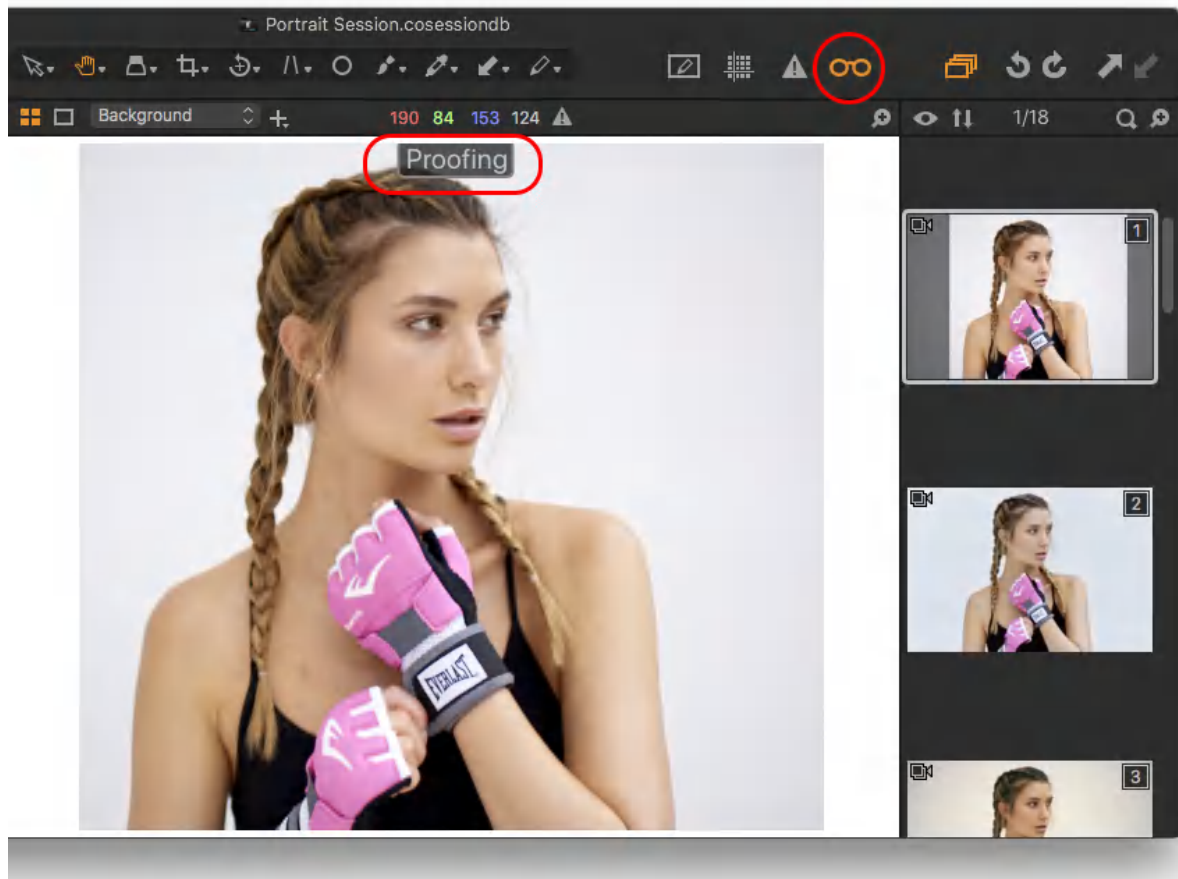 Portrait Session.cosessiondb
Background
190 84 153 124
1/18
Proofing
1
2
EVERLAST
3